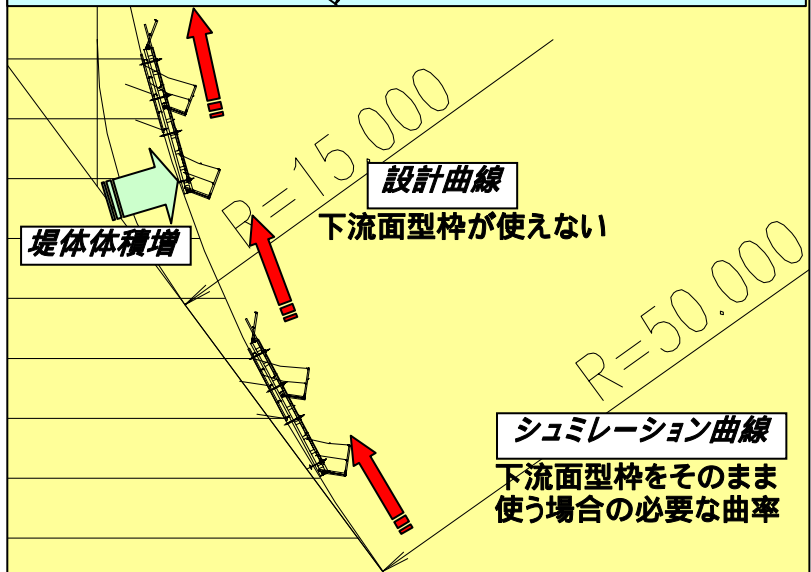 R=15.000
設計曲線
下流面型枠が使えない
堤体体積増
R=50.000
シュミレーション曲線
下流面型枠をそのまま
使う場合の必要な曲率